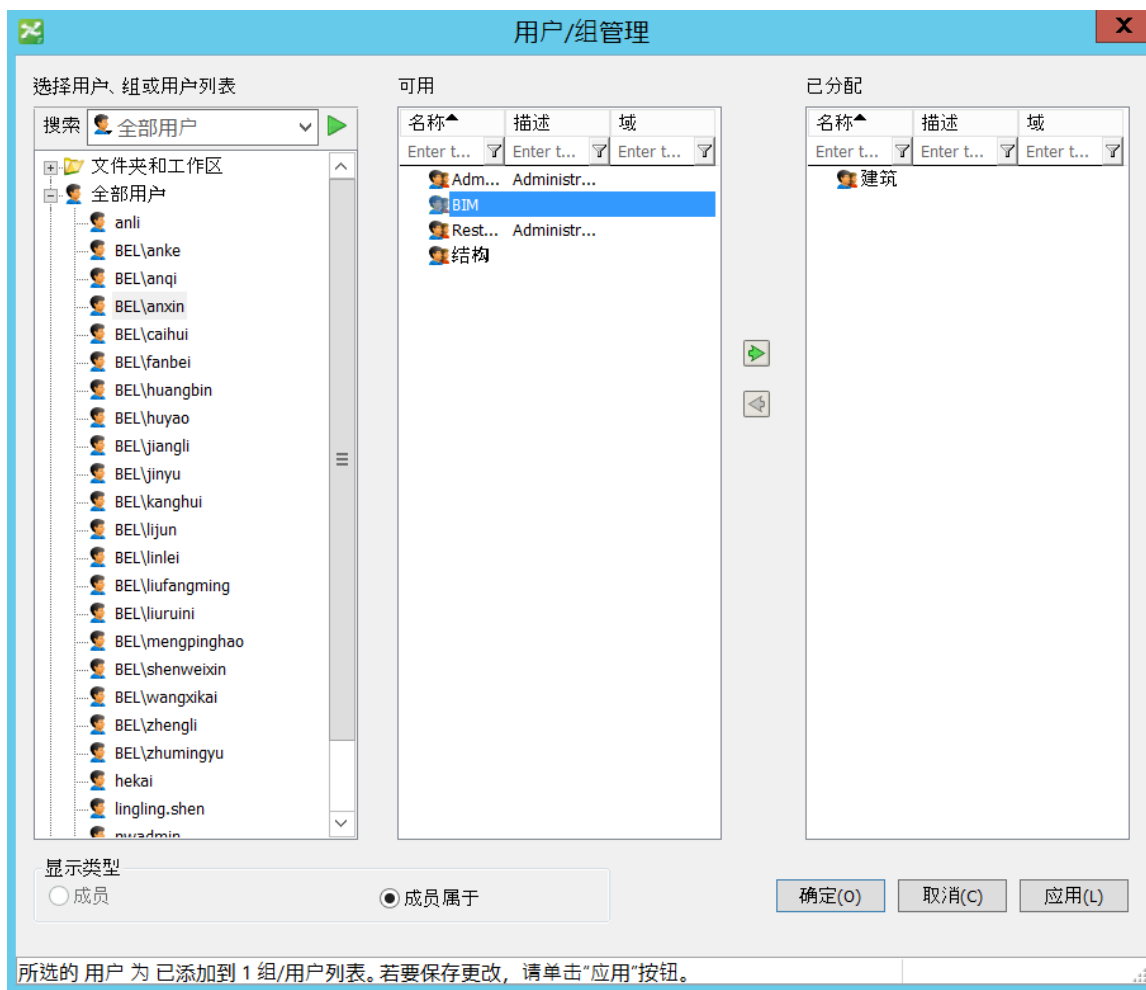 用户/组管理
X
选择用户、组或用户列表
搜索 全部用户
文件夹和工作区
全部用户
anli
BEL\anke
BEL\anqi
BEL\anxin
BEL\caihui
BEL\fanbei
BEL\huangbin
BEL\huyao
BEL\jiangli
BEL\jinyu
BEL\kanghui
BEL\lijun
BEL\linlei
BEL\liufangming
BEL\liuruini
BEL\mengpinghao
BEL\shenweixin
BEL\wangxikai
BEL\zhengli
BEL\zhumingyu
hekai
lingling.shen
pwadmin
可用
名称 描述 域
Enter t... Enter t... Enter t...
Adm... Administr...
BIM
Rest... Administr...
结构
已分配
名称 描述 域
Enter t... Enter t... Enter t...
建筑
显示类型
成员 成员属于
确定(O) 取消(C) 应用(L)
所选的 用户 为 已添加到 1 组/用户列表。若要保存更改，请单击“应用”按钮。